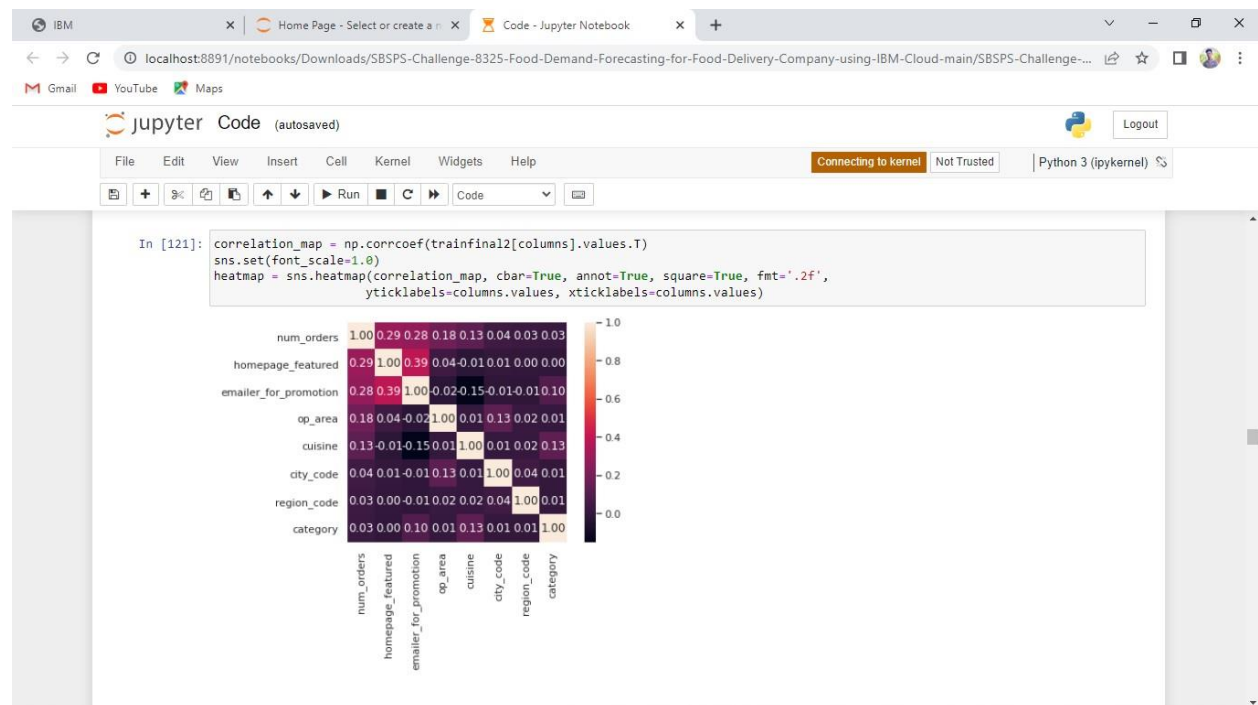 IBM
Home Page - Select or create a n
Code - Jupyter Notebook
localhost:8891/notebooks/Downloads/SBSPS-Challenge-8325-Food-Demand-Forecasting-for-Food-Delivery-Company-using-IBM-Cloud-main/SBSPS-Challenge-...
Gmail YouTube Maps
jupyter Code (autosaved) Logout
File Edit View Insert Cell Kernel Widgets Help Connecting to kernel Not Trusted Python 3 (ipykernel)
Run Code
In [121]: correlation_map = np.corrcoef(trainfinal2[columns].values.T)
sns.set(font_scale=1.0)
heatmap = sns.heatmap(correlation_map, cbar=True, annot=True, square=True, fmt='.2f',
yticklabels=columns.values, xticklabels=columns.values)
num_orders 1.00 0.29 0.28 0.18 0.13 0.04 0.03 0.03
homepage_featured 0.29 1.00 0.39 0.04 -0.01 0.01 0.00 0.00
emailer_for_promotion 0.28 0.39 1.00 -0.02 -0.15 -0.01 -0.01 0.10
op_area 0.18 0.04 -0.02 1.00 0.01 0.13 0.02 0.01
cuisine 0.13 -0.01 -0.15 0.01 1.00 0.01 0.02 0.13
city_code 0.04 0.01 -0.01 0.13 0.01 1.00 0.04 0.01
region_code 0.03 0.00 -0.01 0.02 0.02 0.04 1.00 0.01
category 0.03 0.00 0.10 0.01 0.13 0.01 0.01 1.00
1.0
0.8
0.6
0.4
0.2
0.0
num_orders
homepage_featured
emailer_for_promotion
op_area
cuisine
city_code
region_code
category